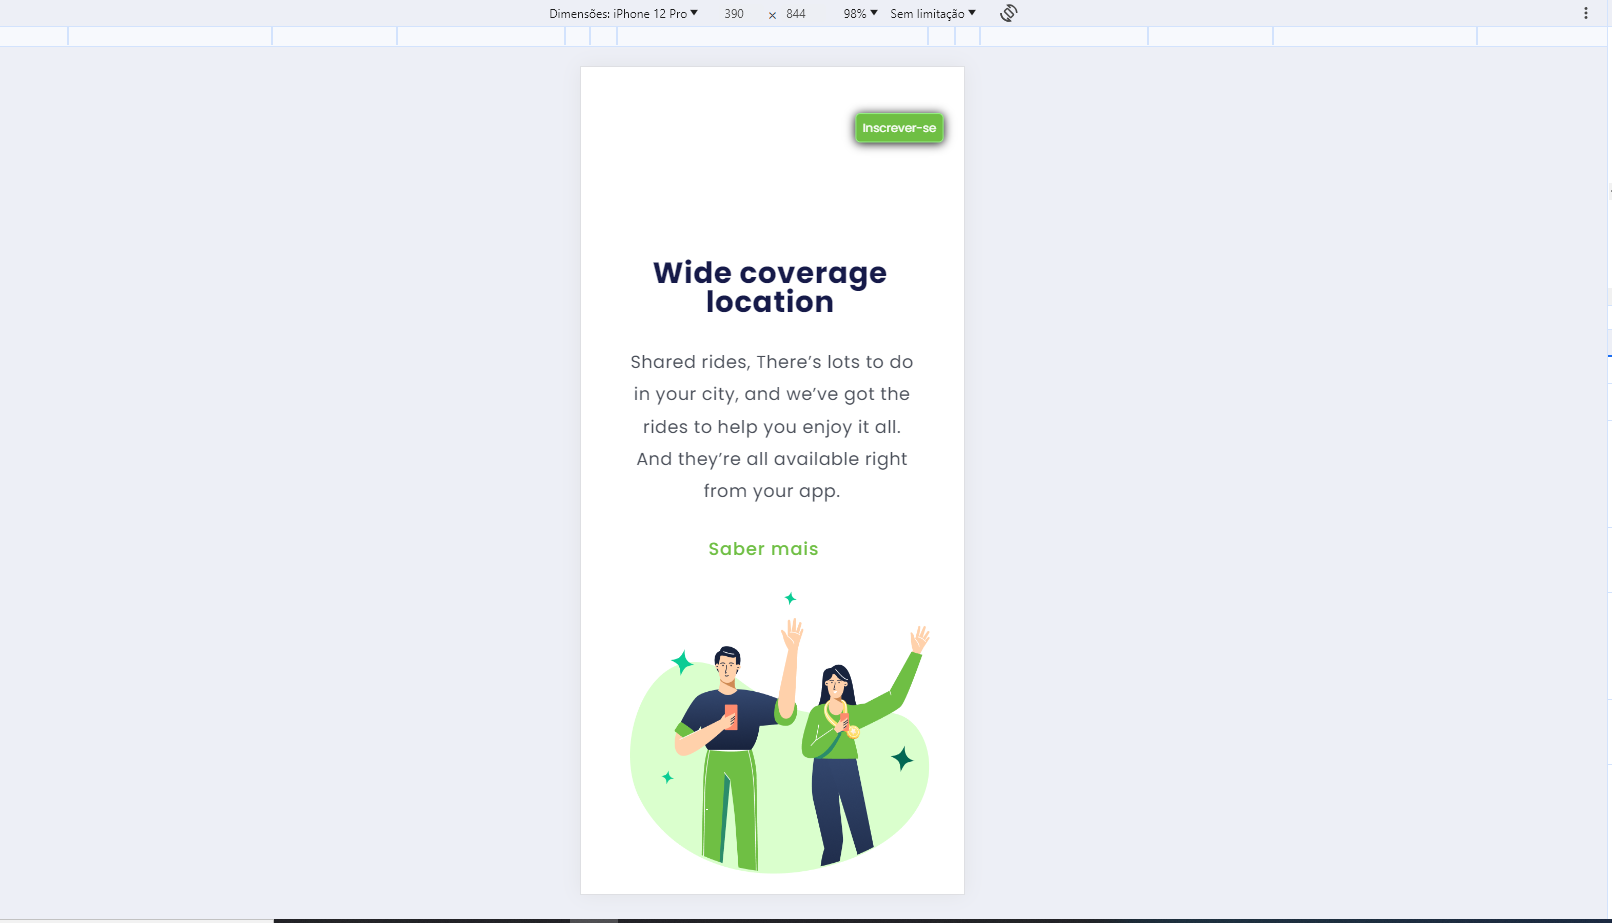 Dimensões: iPhone 12 Pro 390 × 844 98% Sem limitação
Inscrever-se
Wide coverage
location
Shared rides, There’s lots to do
in your city, and we’ve got the
rides to help you enjoy it all.
And they’re all available right
from your app.
Saber mais